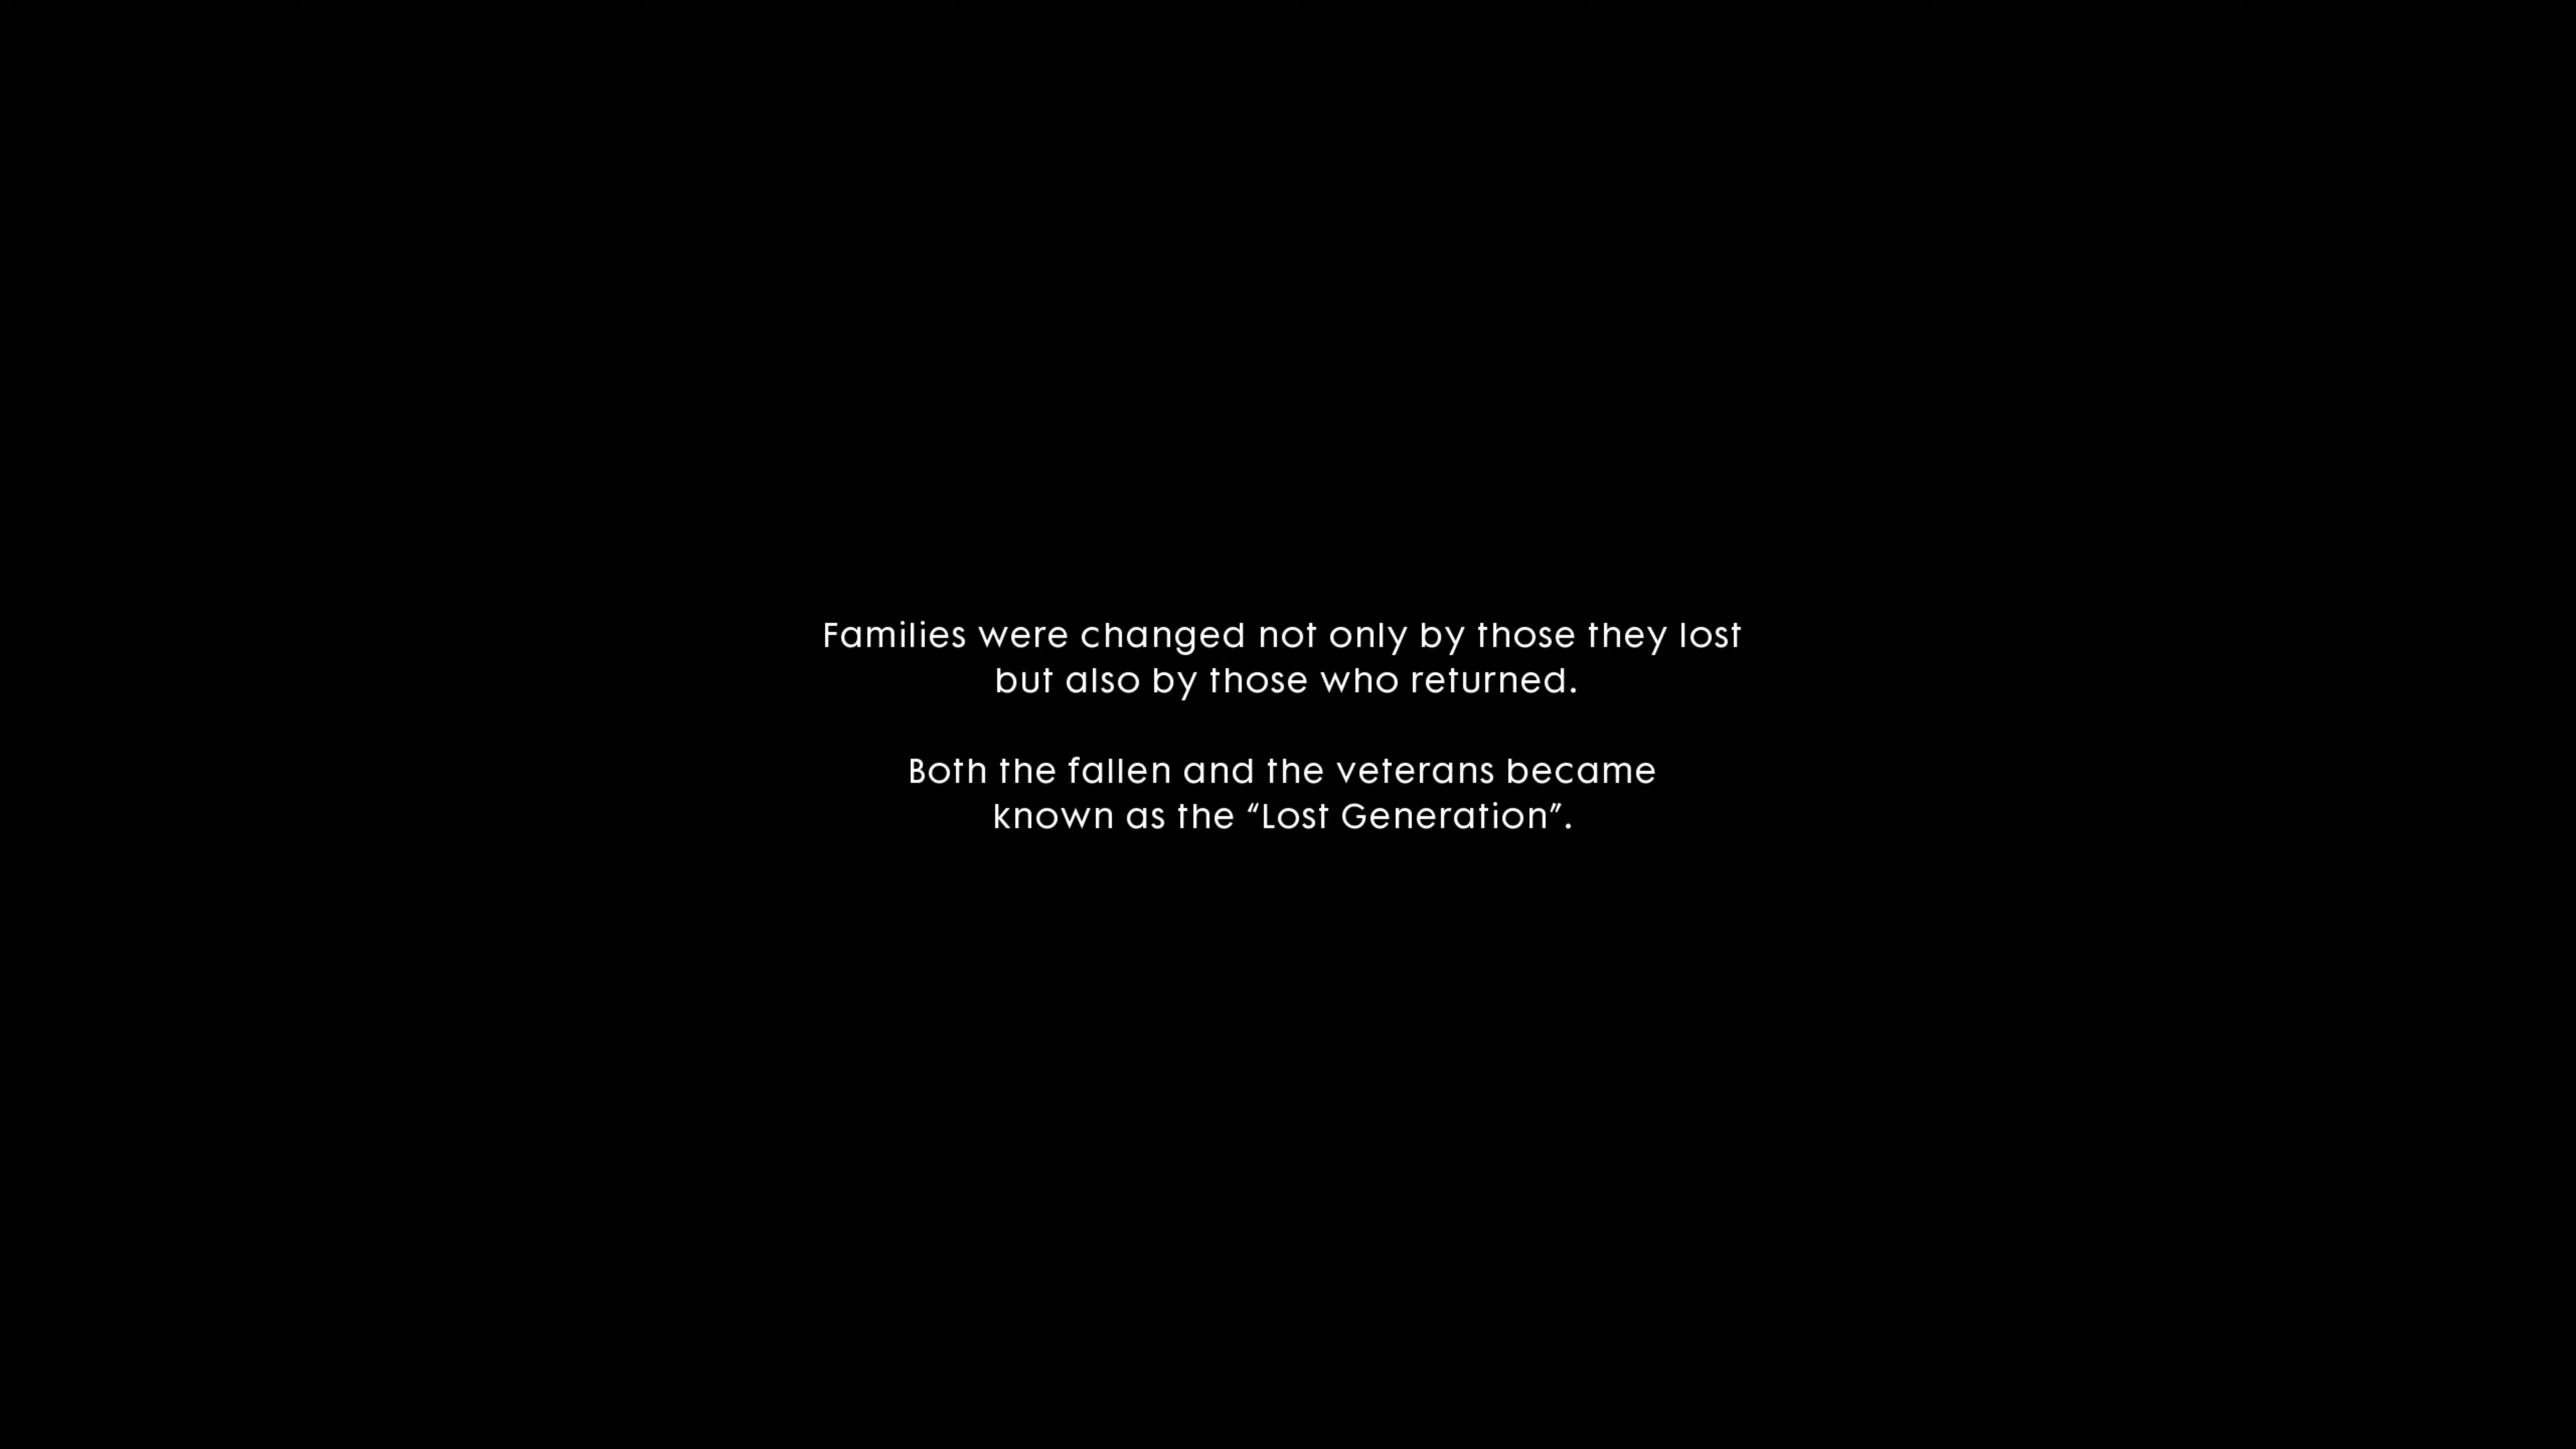 Families were changed not only by those they lost
but also by those who returned.
Both the fallen and the veterans became
known as the “Lost Generation”.